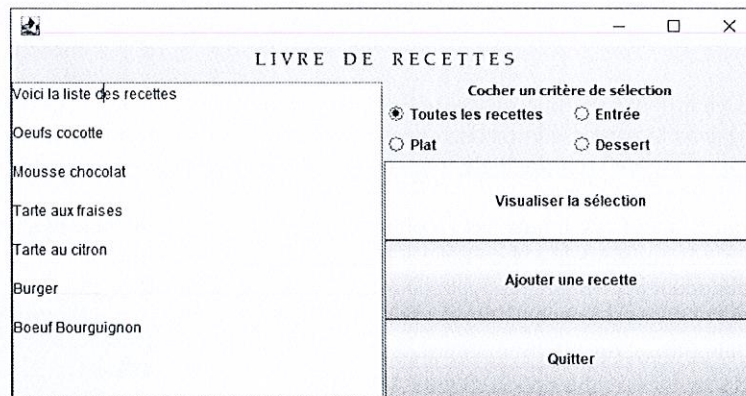 LIVRE DE RECETTES
Voici la liste des recettes
Oeufs cocotte
Mousse chocolat
Tarte aux fraises
Tarte au citron
Burger
Boeuf Bourguignon
Cocher un critère de sélection
Toutes les recettes Entrée
Plat Dessert
Visualiser la sélection
Ajouter une recette
Quitter